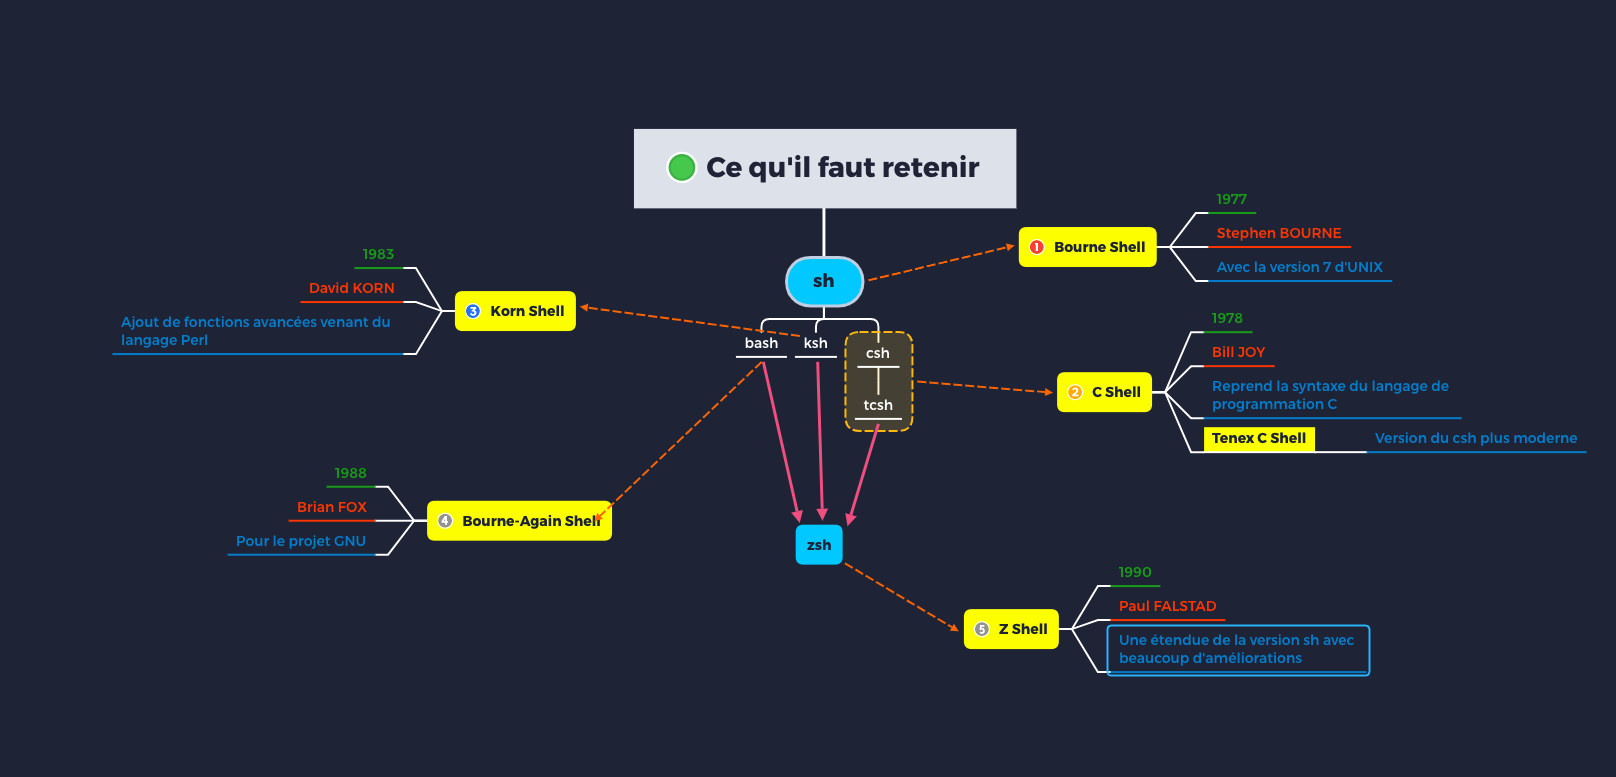 Ce qu'il faut retenir
sh
bash
ksh
csh
tcsh
zsh
1 Bourne Shell
1977
Stephen BOURNE
Avec la version 7 d'UNIX
2 C Shell
1978
Bill JOY
Reprend la syntaxe du langage de
programmation C
Tenex C Shell
Version du csh plus moderne
3 Korn Shell
1983
David KORN
Ajout de fonctions avancées venant du
langage Perl
4 Bourne-Again Shell
1988
Brian FOX
Pour le projet GNU
5 Z Shell
1990
Paul FALSTAD
Une étendue de la version sh avec
beaucoup d'améliorations